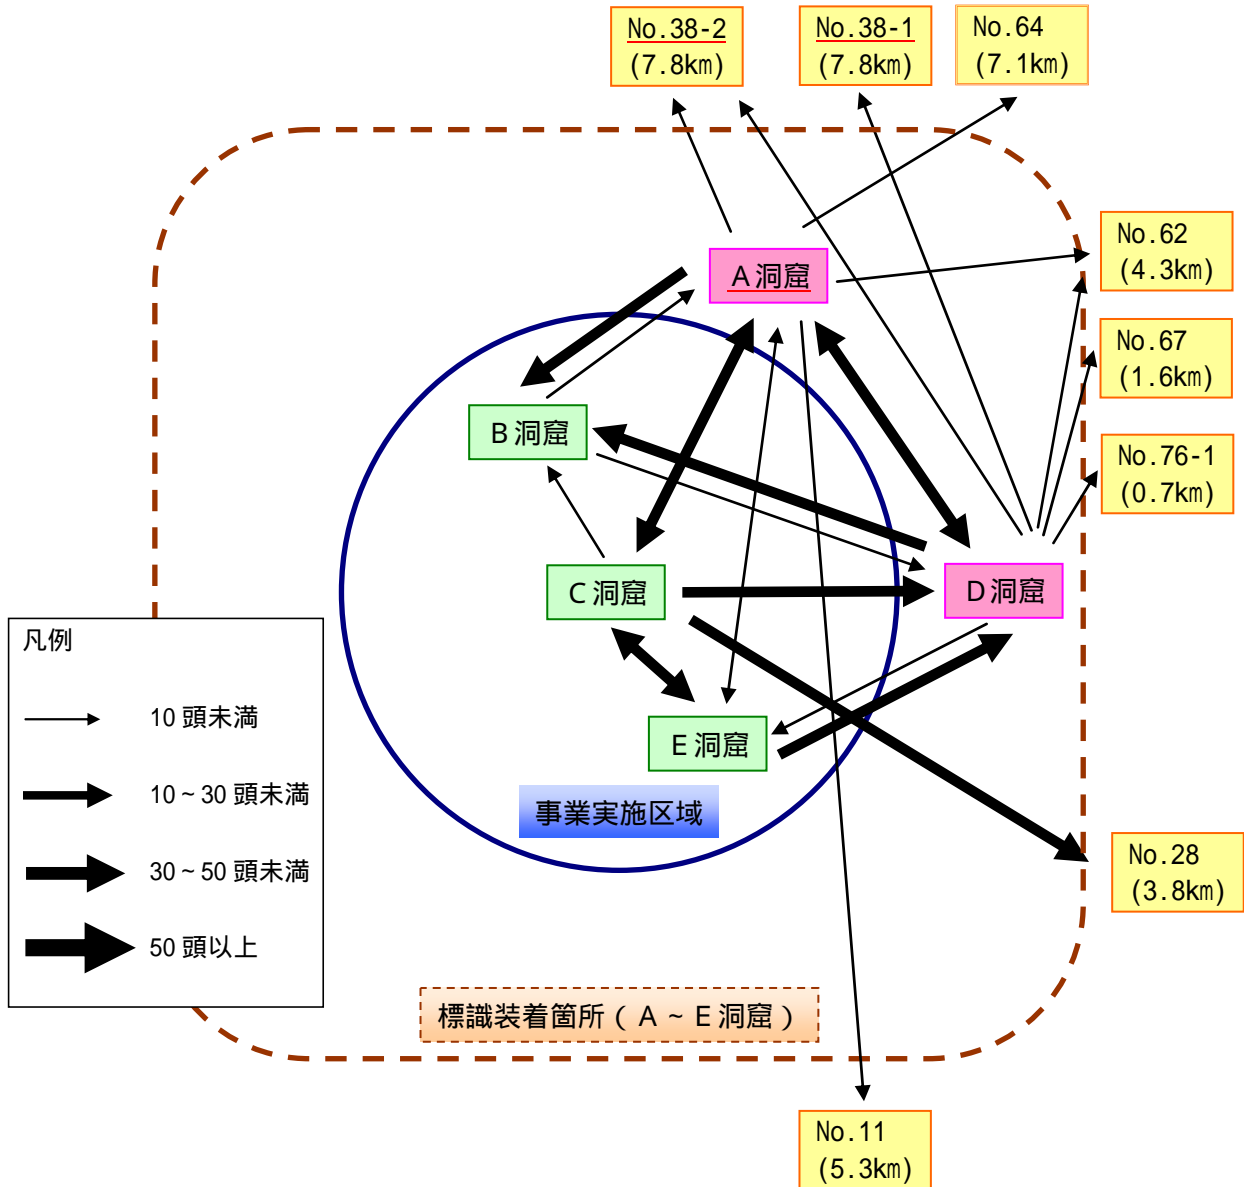 No.38-2
(7.8km)
No.38-1
(7.8km)
No.64
(7.1km)
No.62
(4.3km)
A洞窟
No.67
(1.6km)
B洞窟
No.76-1
(0.7km)
C洞窟
D洞窟
E洞窟
事業実施区域
No.28
(3.8km)
凡例
10頭未満
10~30頭未満
30~50頭未満
50頭以上
標識装着箇所(A~E洞窟)
No.11
(5.3km)